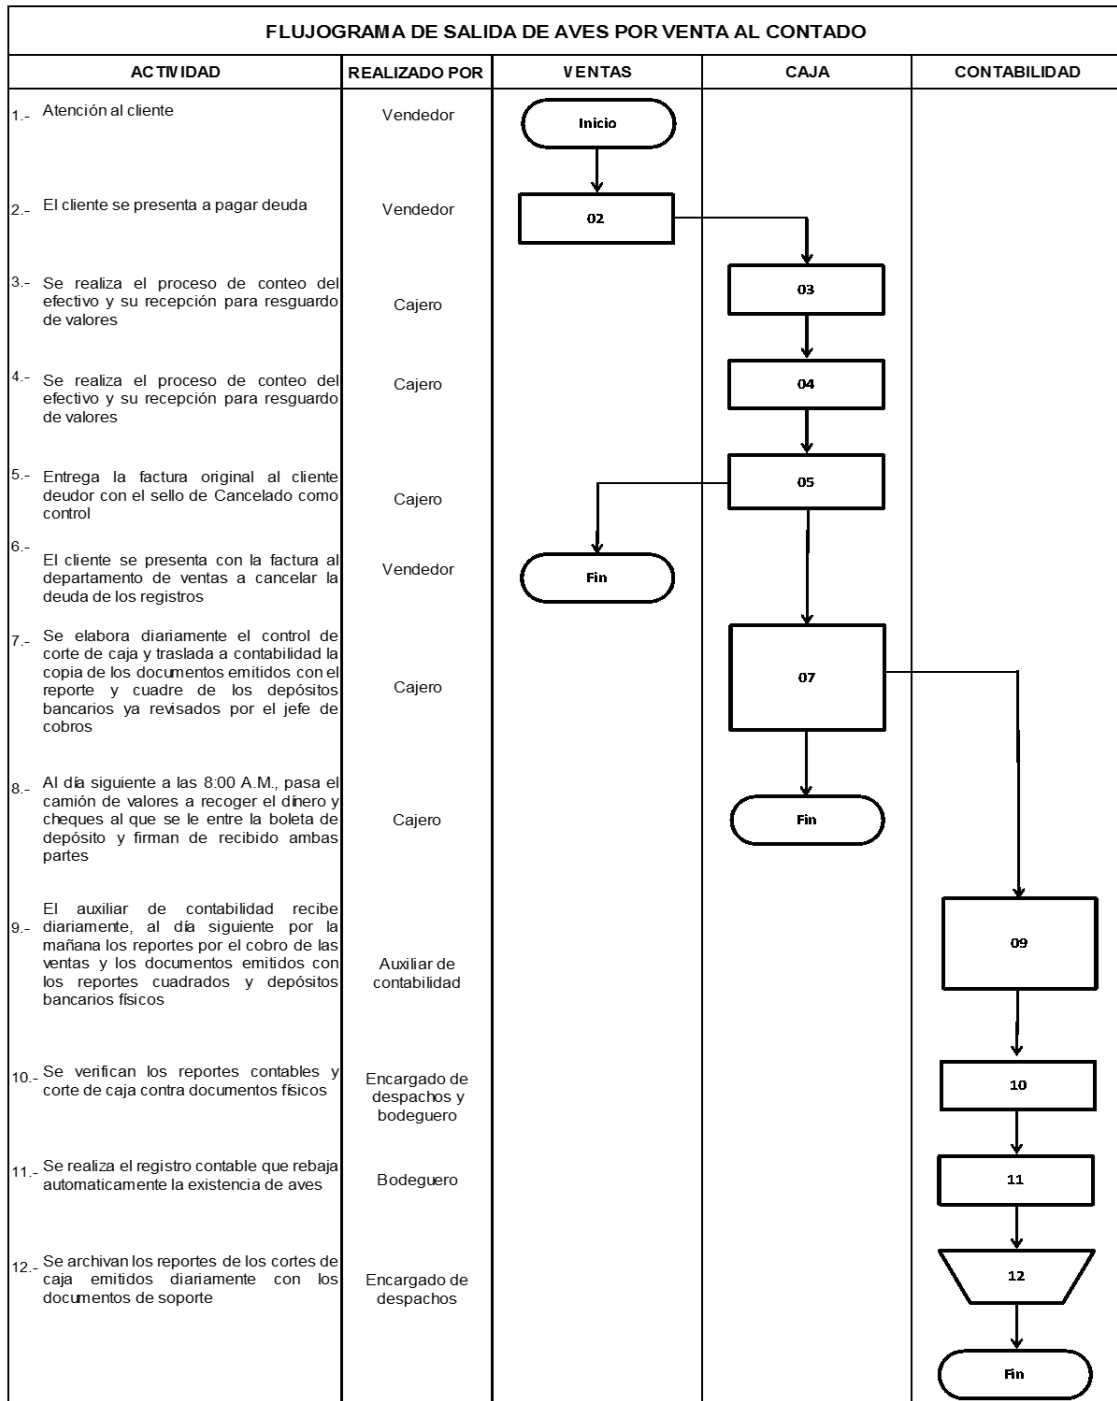 FLUJOGRAMA DE SALIDA DE AVES POR VENTA AL CONTADO
ACTIVIDAD REALIZADO POR VENTAS CAJA CONTABILIDAD
1.- Atención al cliente Vendedor Inicio
2.- El cliente se presenta a pagar deuda Vendedor 02
3.- Se realiza el proceso de conteo del
efectivo y su recepción para resguardo
de valores
Cajero
03
4.- Se realiza el proceso de conteo del
efectivo y su recepción para resguardo
de valores
Cajero
04
5.- Entrega la factura original al cliente
deudor con el sello de Cancelado como
control
Cajero
05
6.-
El cliente se presenta con la factura al
departamento de ventas a cancelar la
deuda de los registros
Vendedor
Fin
7.- Se elabora diariamente el control de
corte de caja y traslada a contabilidad la
copia de los documentos emitidos con el
reporte y cuadre de los depósitos
bancarios ya revisados por el jefe de
cobros
Cajero
07
8.- Al día siguiente a las 8:00 A.M., pasa el
camión de valores a recoger el dinero y
cheques al que se le entre la boleta de
depósito y firman de recibido ambas
partes
Cajero
Fin
9.- El auxiliar de contabilidad recibe
diariamente, al día siguiente por la
mañana los reportes por el cobro de las
ventas y los documentos emitidos con
los reportes cuadrados y depósitos
bancarios físicos
Auxiliar de
contabilidad
09
10.- Se verifican los reportes contables y
corte de caja contra documentos físicos
Encargado de
despachos y
bodeguero
10
11.- Se realiza el registro contable que rebaja
automaticamente la existencia de aves
Bodeguero
11
12.- Se archivan los reportes de los cortes de
caja emitidos diariamente con los
documentos de soporte
Encargado de
despachos
12
Fin